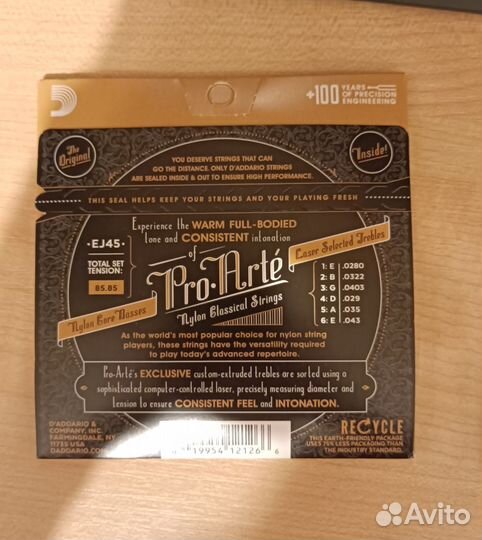 +100 YEARS OF PRECISION ENGINEERING
The Original
Inside!
YOU DESERVE STRINGS THAT CAN
GO THE DISTANCE. ONLY D'ADDARIO STRINGS
ARE SEALED INSIDE & OUT TO ENSURE HIGH PERFORMANCE.
THIS SEAL HELPS KEEP YOUR STRINGS AND YOUR PLAYING FRESH
Experience the WARM FULL-BODIED
tone and CONSISTENT intonation
of
•EJ45•
TOTAL SET
TENSION:
85.85
Pro•Arté
Nylon Classical Strings
Nylon Core Basses
Laser Selected Trebles
1: E .0280
2: B .0322
3: G .0403
4: D .029
5: A .035
6: E .043
As the world's most popular choice for nylon string
players, these strings have the versatility required
to play today's advanced repertoire.
Pro-Arté's EXCLUSIVE custom-extruded trebles are sorted using a
sophisticated computer-controlled laser, precisely measuring diameter and
tension to ensure CONSISTENT FEEL and INTONATION.
D'ADDARIO &
COMPANY, INC.
FARMINGDALE, NY
11735 USA
DADDARIO.COM
19954 12126 6
RECYCLE
THIS EARTH-FRIENDLY PACKAGE
USES 75% LESS PACKAGING THAN
THE INDUSTRY STANDARD.
Avito